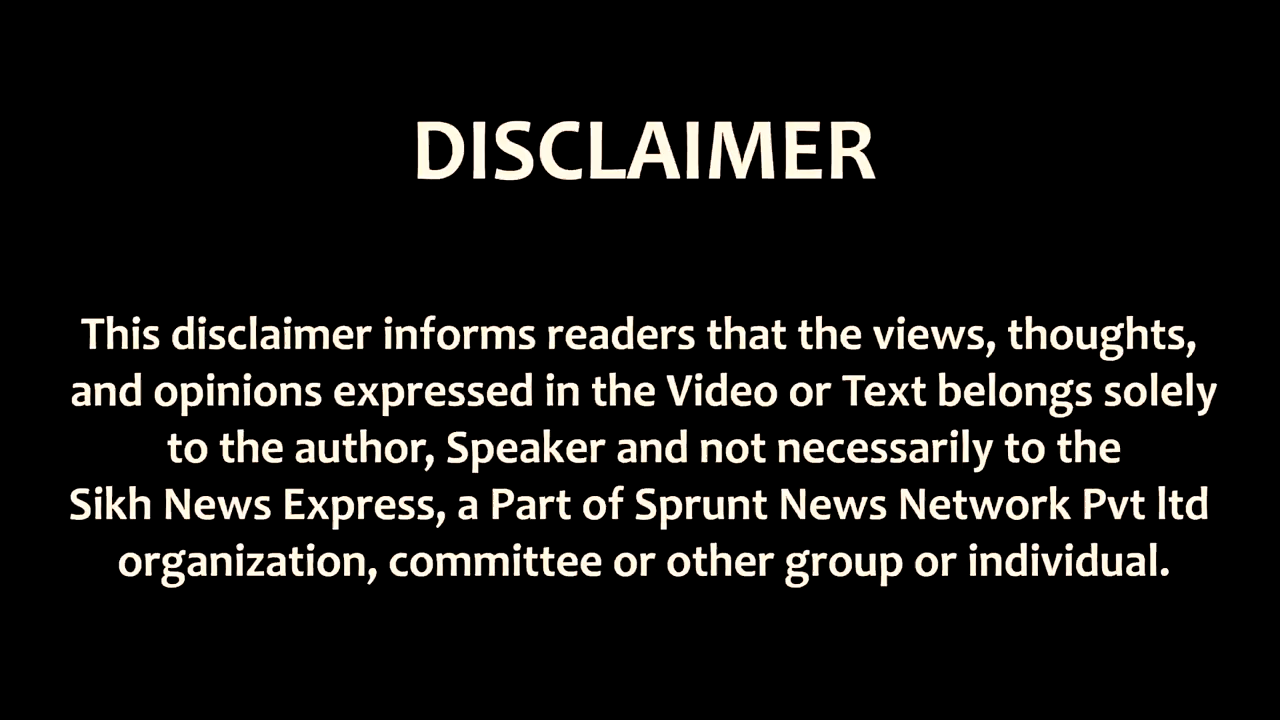 DISCLAIMER
This disclaimer informs readers that the views, thoughts,
and opinions expressed in the Video or Text belongs solely
to the author, Speaker and not necessarily to the
Sikh News Express, a Part of Sprunt News Network Pvt ltd
organization, committee or other group or individual.